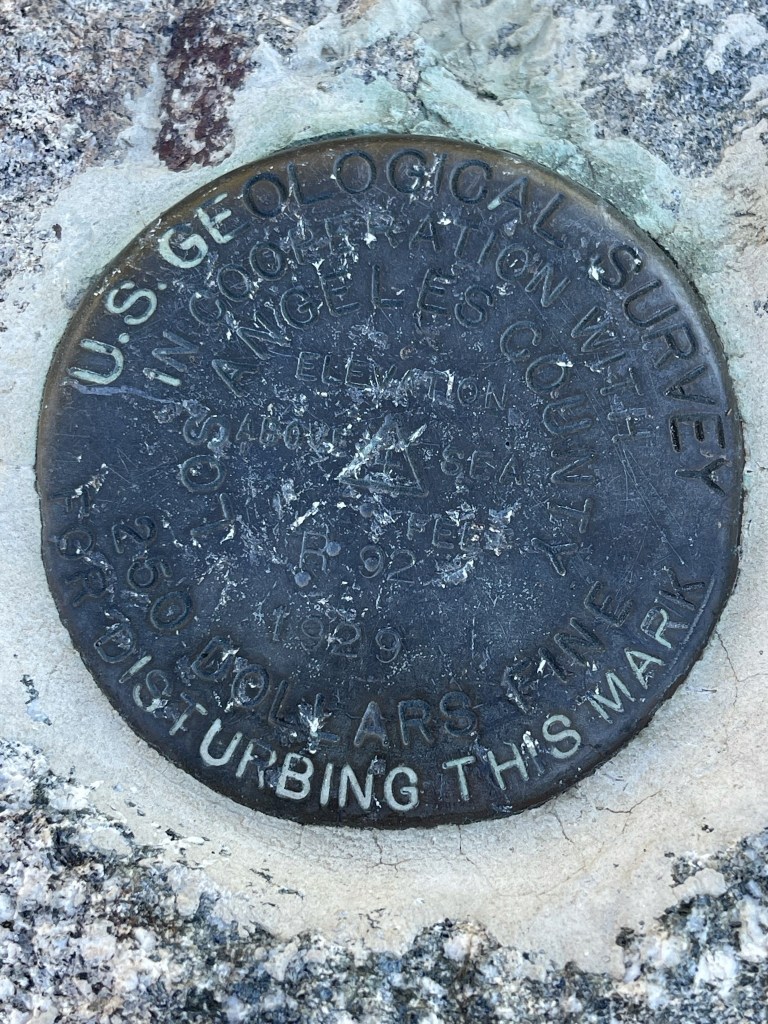 U.S. GEOLOGICAL SURVEY
IN COOPERATION WITH
LOS ANGELES COUNTY
ELEVATION
ABOVE SEA
FEET
R 92
1929
250 DOLLARS FINE
FOR DISTURBING THIS MARK